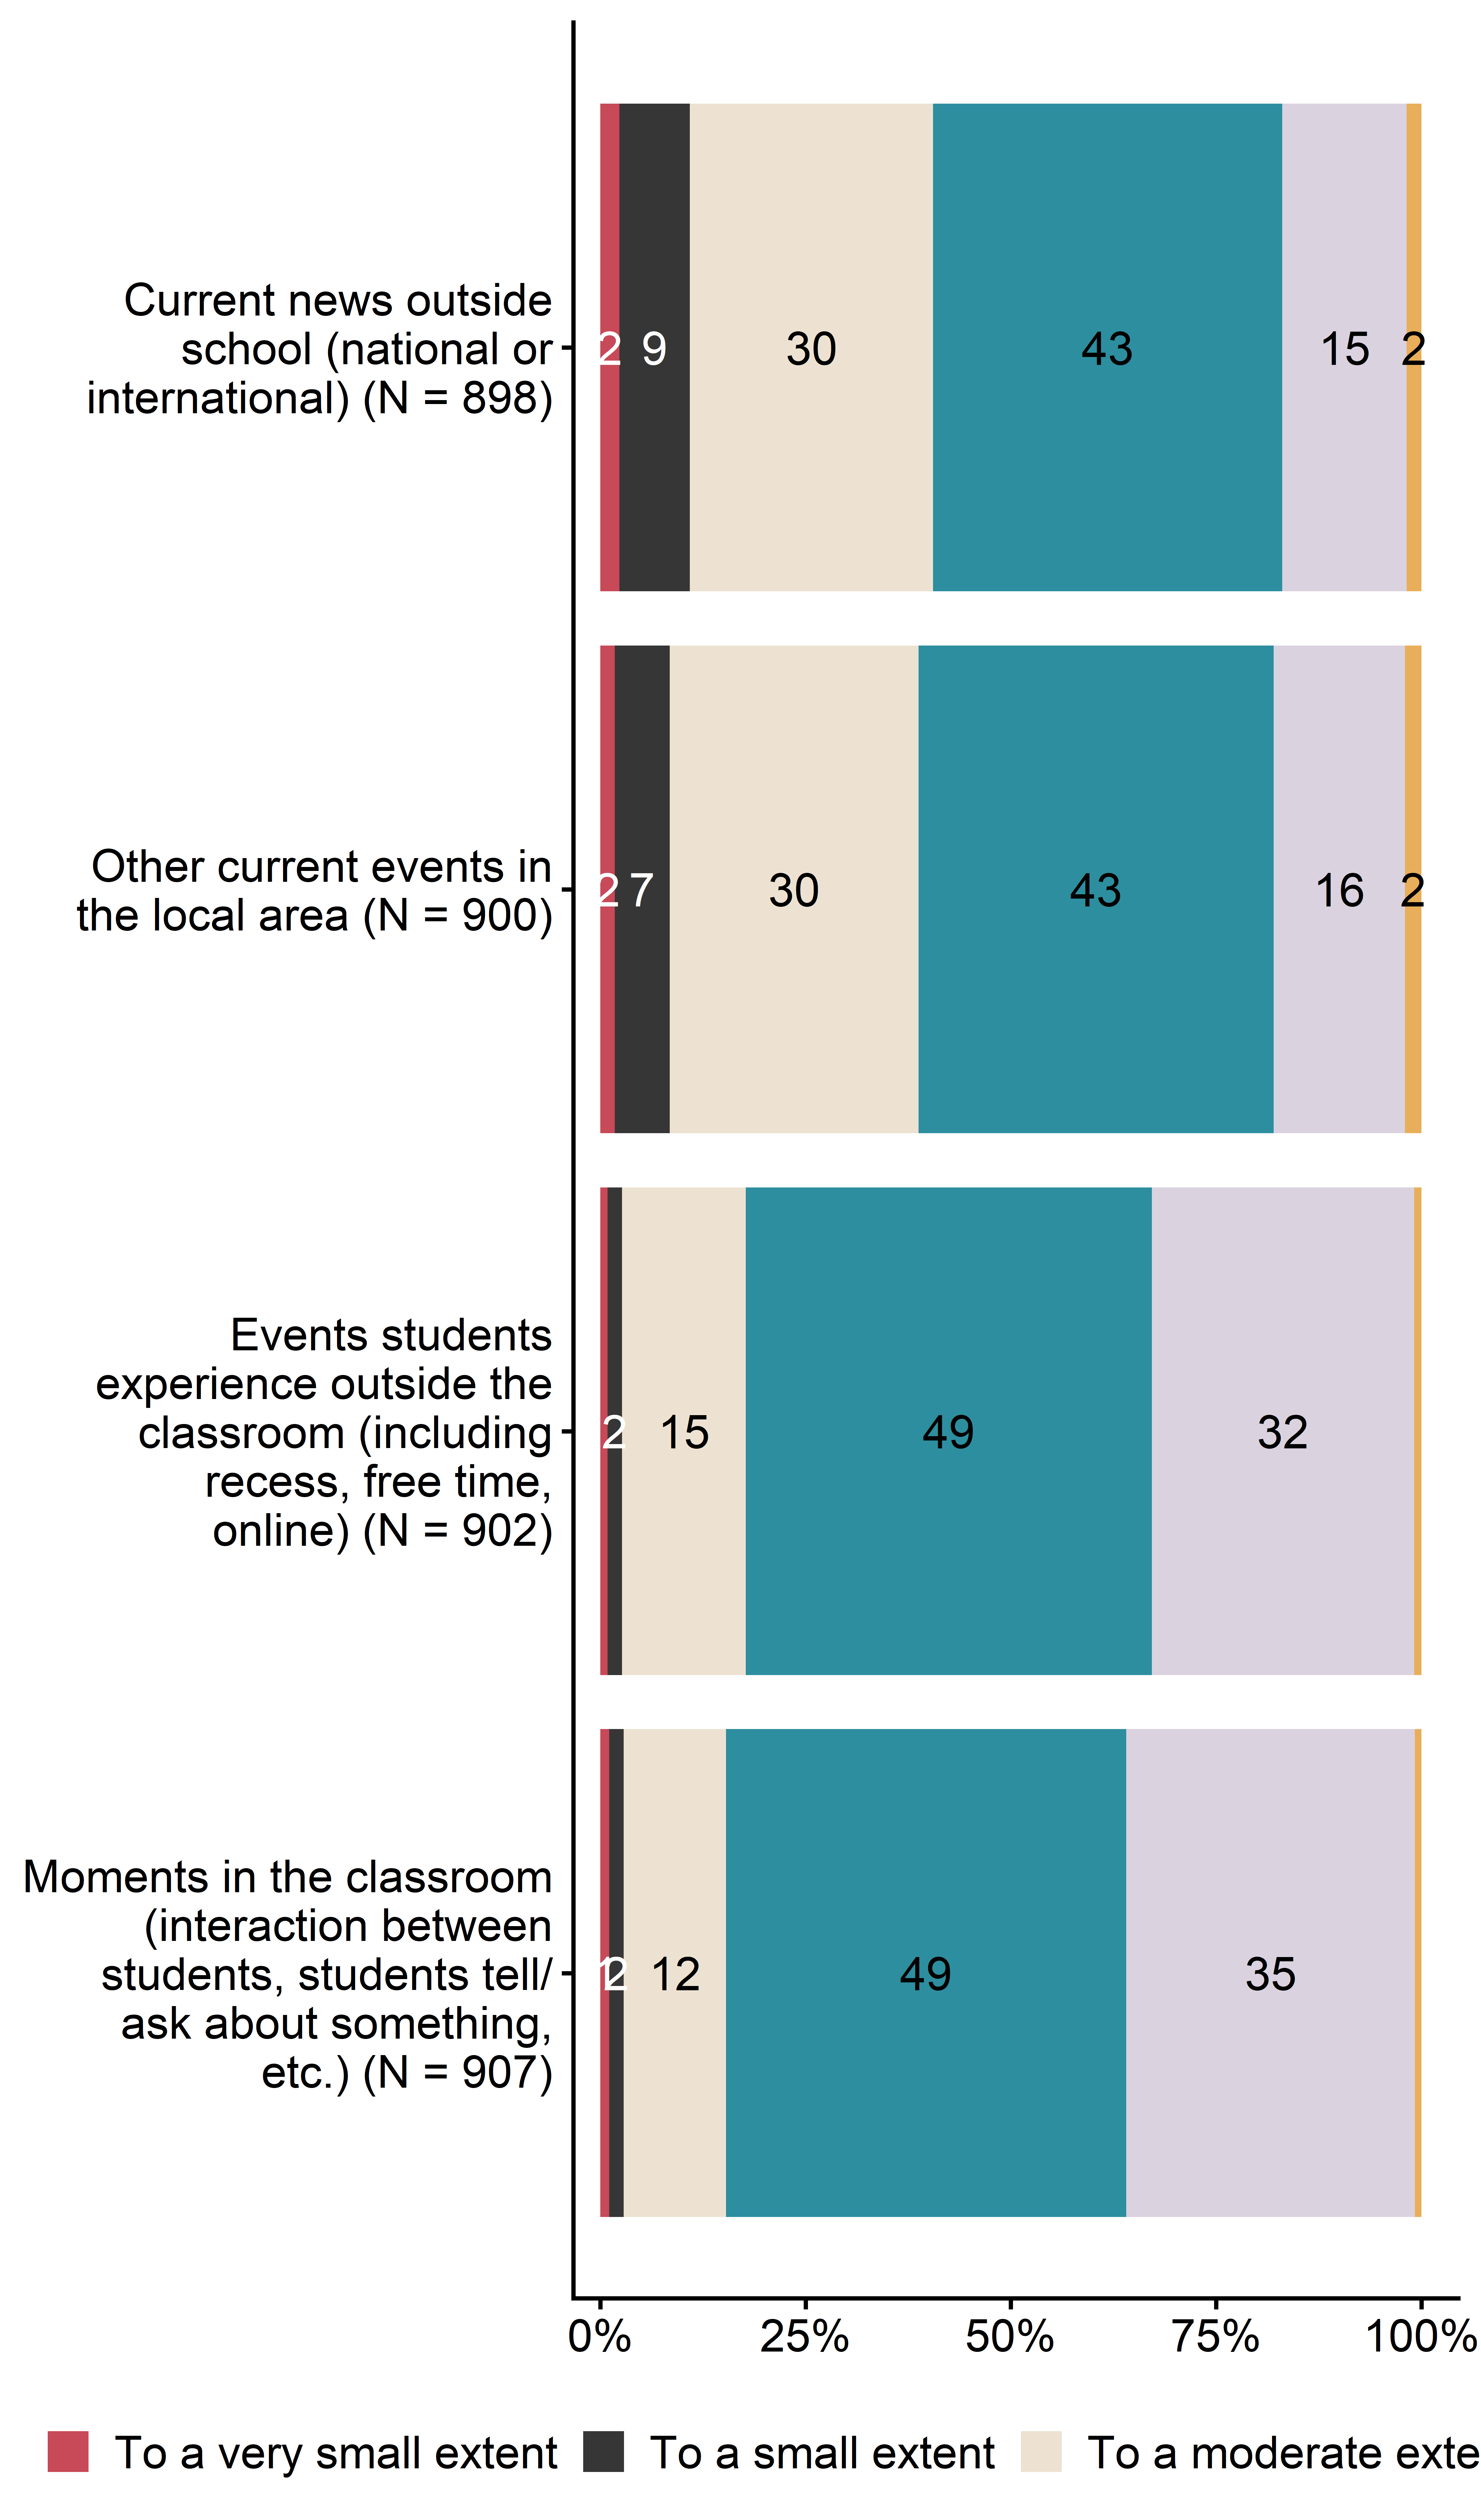 Current news outside
school (national or
international) (N = 898)
2 9 30 43 15 2
Other current events in
the local area (N = 900)
2 7 30 43 16 2
Events students
experience outside the
classroom (including
recess, free time,
online) (N = 902)
2 15 49 32
Moments in the classroom
(interaction between
students, students tell/
ask about something,
etc.) (N = 907)
1 2 12 49 35
0% 25% 50% 75% 100%
To a very small extent To a small extent To a moderate exte